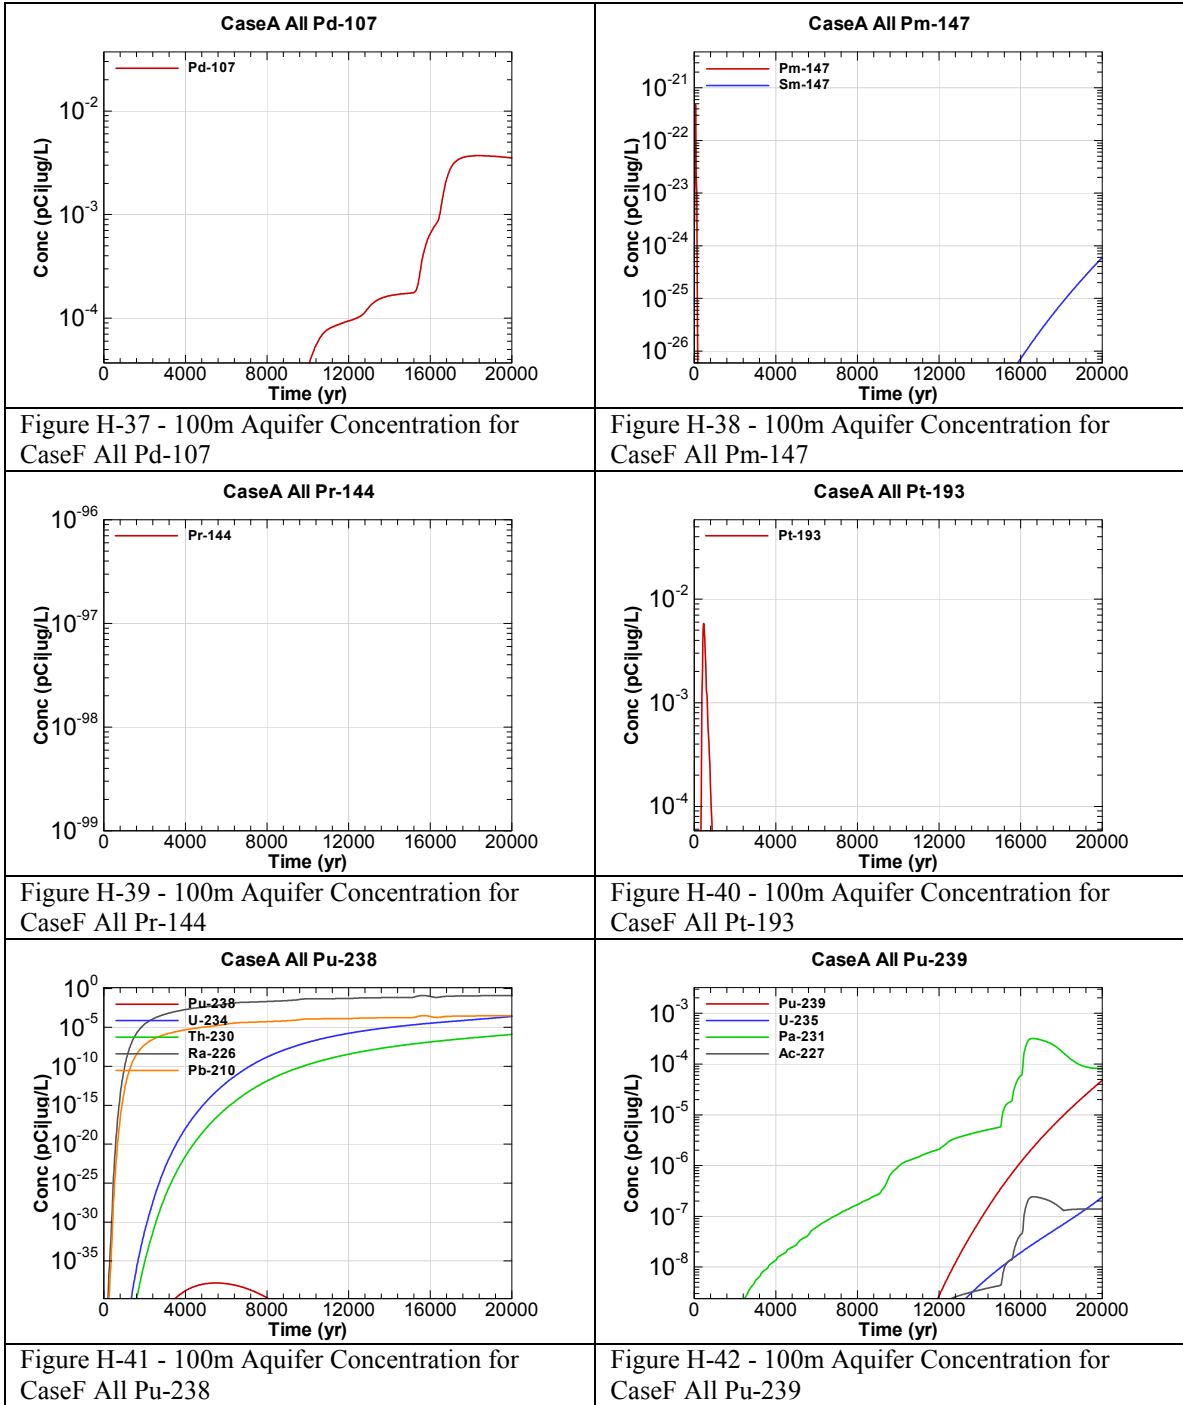 CaseA All Pd-107
Pd-107
Conc (pCi|ug/L)
10-2
10-3
10-4
0 4000 8000 12000 16000 20000
Time (yr)
Figure H-37 - 100m Aquifer Concentration for
CaseF All Pd-107
CaseA All Pm-147
Pm-147
Sm-147
Conc (pCi|ug/L)
10-21
10-22
10-23
10-24
10-25
10-26
0 4000 8000 12000 16000 20000
Time (yr)
Figure H-38 - 100m Aquifer Concentration for
CaseF All Pm-147
CaseA All Pr-144
Pr-144
Conc (pCi|ug/L)
10-96
10-97
10-98
10-99
0 4000 8000 12000 16000 20000
Time (yr)
Figure H-39 - 100m Aquifer Concentration for
CaseF All Pr-144
CaseA All Pt-193
Pt-193
Conc (pCi|ug/L)
10-2
10-3
10-4
0 4000 8000 12000 16000 20000
Time (yr)
Figure H-40 - 100m Aquifer Concentration for
CaseF All Pt-193
CaseA All Pu-238
Pu-238
U-234
Th-230
Ra-226
Pb-210
Conc (pCi|ug/L)
100
10-5
10-10
10-15
10-20
10-25
10-30
10-35
0 4000 8000 12000 16000 20000
Time (yr)
Figure H-41 - 100m Aquifer Concentration for
CaseF All Pu-238
CaseA All Pu-239
Pu-239
U-235
Pa-231
Ac-227
Conc (pCi|ug/L)
10-3
10-4
10-5
10-6
10-7
10-8
0 4000 8000 12000 16000 20000
Time (yr)
Figure H-42 - 100m Aquifer Concentration for
CaseF All Pu-239